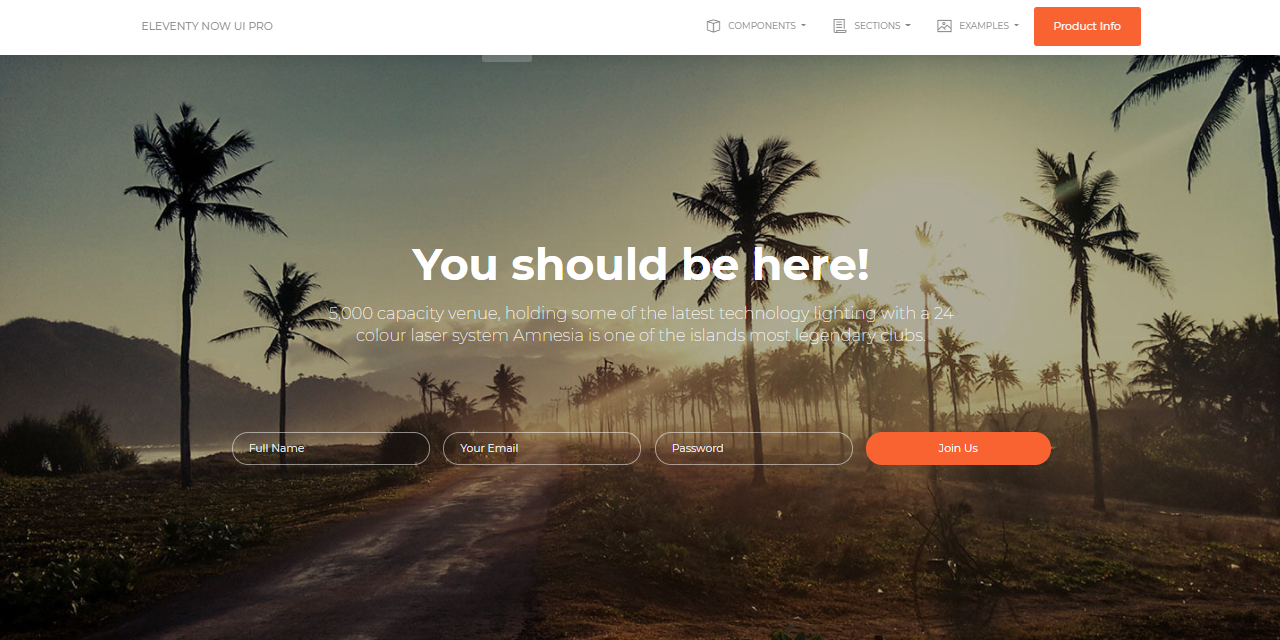 ELEVENTY NOW UI PRO
COMPONENTS
SECTIONS
EXAMPLES
Product Info
You should be here!
5,000 capacity venue, holding some of the latest technology lighting with a 24
colour laser system Amnesia is one of the islands most legendary clubs.
Full Name
Your Email
Password
Join Us